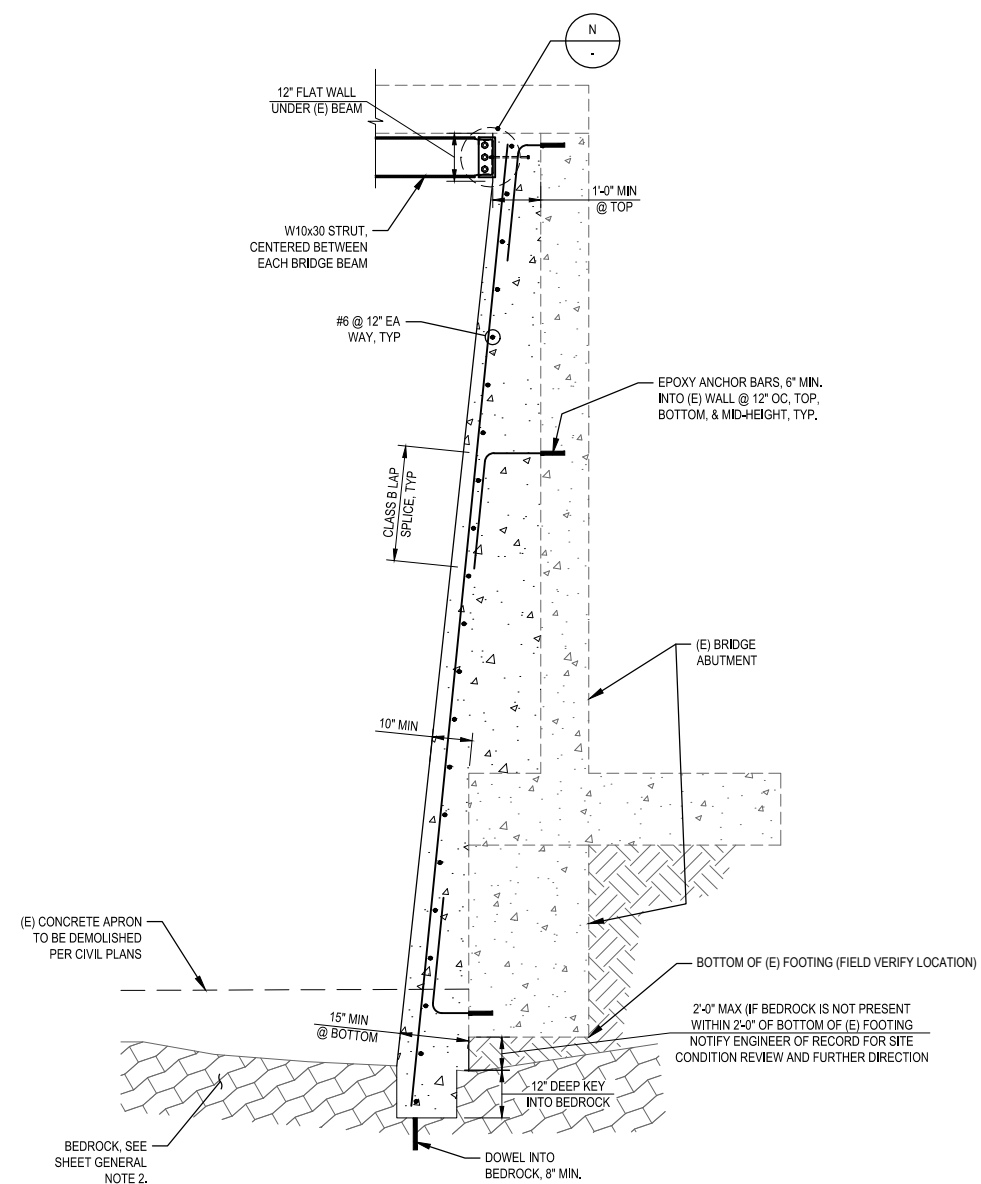 N
-
12" FLAT WALL
UNDER (E) BEAM
1'-0" MIN
@ TOP
W10x30 STRUT,
CENTERED BETWEEN
EACH BRIDGE BEAM
#6 @ 12" EA
WAY, TYP
EPOXY ANCHOR BARS, 6" MIN.
INTO (E) WALL @ 12" OC, TOP,
BOTTOM, & MID-HEIGHT, TYP.
CLASS B LAP
SPLICE, TYP
(E) BRIDGE
ABUTMENT
10" MIN
(E) CONCRETE APRON
TO BE DEMOLISHED
PER CIVIL PLANS
BOTTOM OF (E) FOOTING (FIELD VERIFY LOCATION)
15" MIN
@ BOTTOM
2'-0" MAX (IF BEDROCK IS NOT PRESENT
WITHIN 2'-0" OF BOTTOM OF (E) FOOTING
NOTIFY ENGINEER OF RECORD FOR SITE
CONDITION REVIEW AND FURTHER DIRECTION
12" DEEP KEY
INTO BEDROCK
BEDROCK, SEE
SHEET GENERAL
NOTE 2.
DOWEL INTO
BEDROCK, 8" MIN.